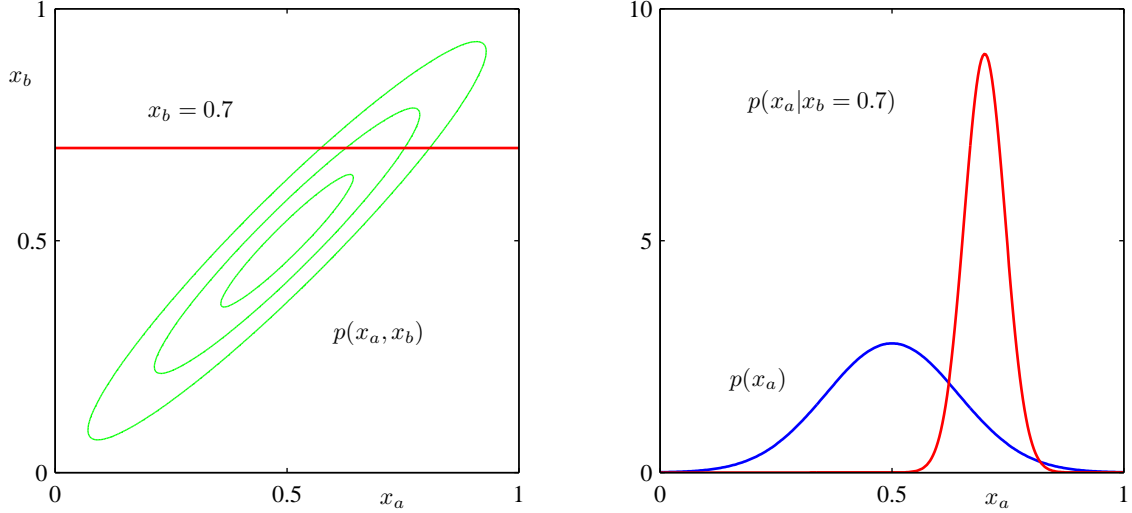 1
x_b
x_b = 0.7
0.5
p(x_a, x_b)
0
0
0.5
1
x_a
10
p(x_a|x_b = 0.7)
5
p(x_a)
0
0
0.5
1
x_a